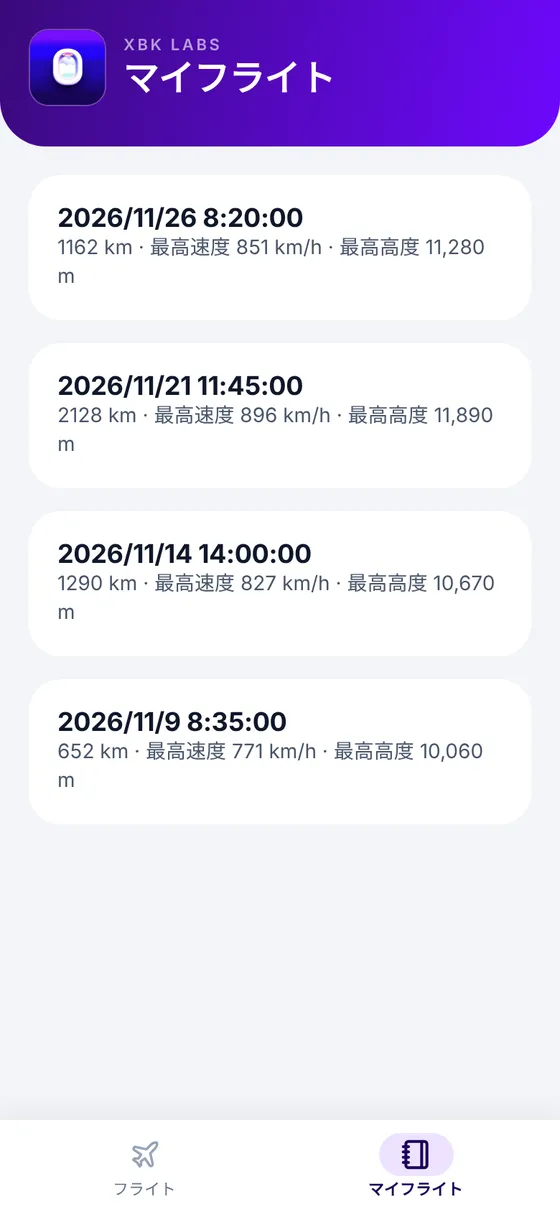 XBK LABS
マイフライト
2026/11/26 8:20:00
1162 km · 最高速度 851 km/h · 最高高度 11,280
m
2026/11/21 11:45:00
2128 km · 最高速度 896 km/h · 最高高度 11,890
m
2026/11/14 14:00:00
1290 km · 最高速度 827 km/h · 最高高度 10,670
m
2026/11/9 8:35:00
652 km · 最高速度 771 km/h · 最高高度 10,060
m
フライト
マイフライト